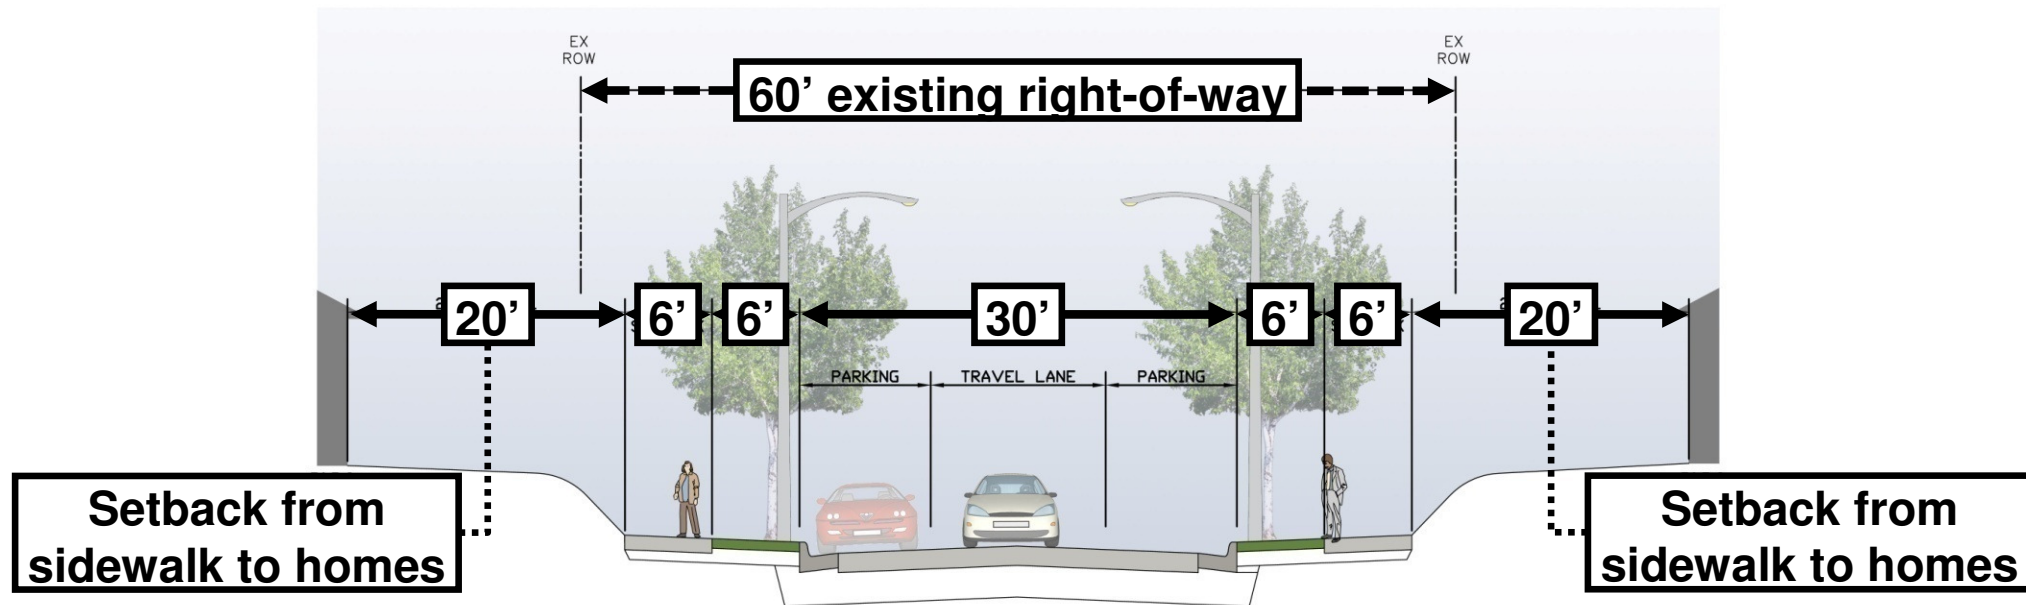 EX
ROW
EX
ROW
60’ existing right-of-way
20’
6’
6’
30’
6’
6’
20’
PARKING
TRAVEL LANE
PARKING
Setback from
sidewalk to homes
Setback from
sidewalk to homes